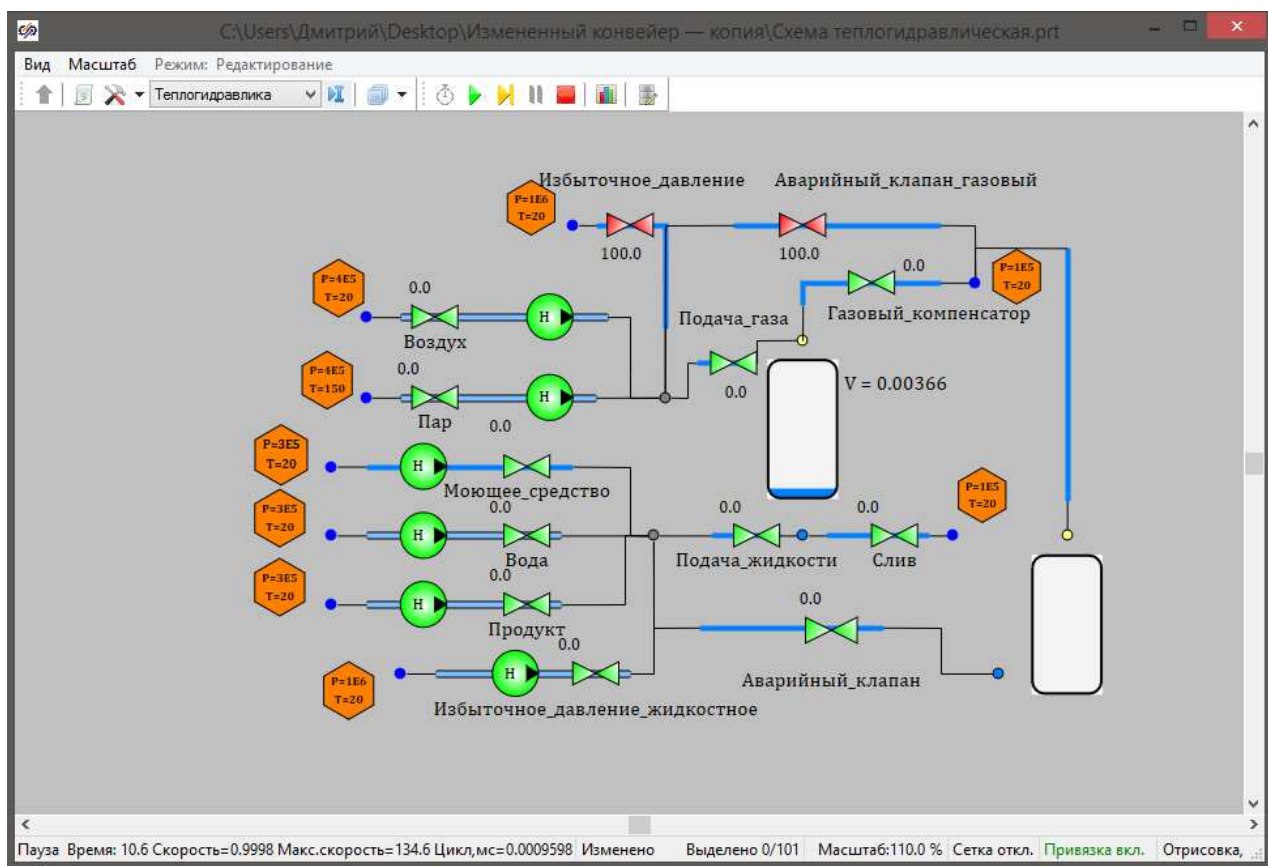 C:\Users\Дмитрий\Desktop\Измененный конвейер — копия\Схема теплогидравлическая.prt
Вид Масштаб Режим: Редактирование
Теплогидравлика
Избыточное_давление Аварийный_клапан_газовый
P=1E6
T=20
100.0 100.0
0.0
P=1E5
T=20
P=4E5
T=20
0.0
H
Воздух
Подача_газа
Газовый_компенсатор
P=4E5
T=150
0.0
H
Пар
0.0
V = 0.00366
0.0
P=3E5
T=20
H
Моющее_средство
P=1E5
T=20
P=3E5
T=20
0.0 0.0 0.0
H
Вода
Подача_жидкости Слив
P=3E5
T=20
0.0
H
Продукт
0.0
0.0
P=1E6
T=20
H
Аварийный_клапан
Избыточное_давление_жидкостное
Пауза Время: 10.6 Скорость=0.9998 Макс.скорость=134.6 Цикл,мс=0.0009598 Изменено Выделено 0/101 Масштаб:110.0 % Сетка откл. Привязка вкл. Отрисовка,